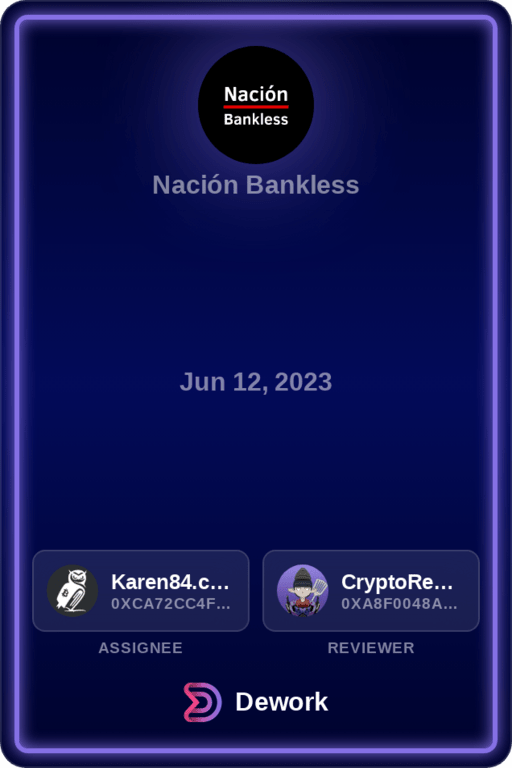 Nación
Bankless
Nación Bankless
Jun 12, 2023
Karen84.c...
0XCA72CC4F...
ASSIGNEE
CryptoRe...
0XA8F0048A...
REVIEWER
Dework